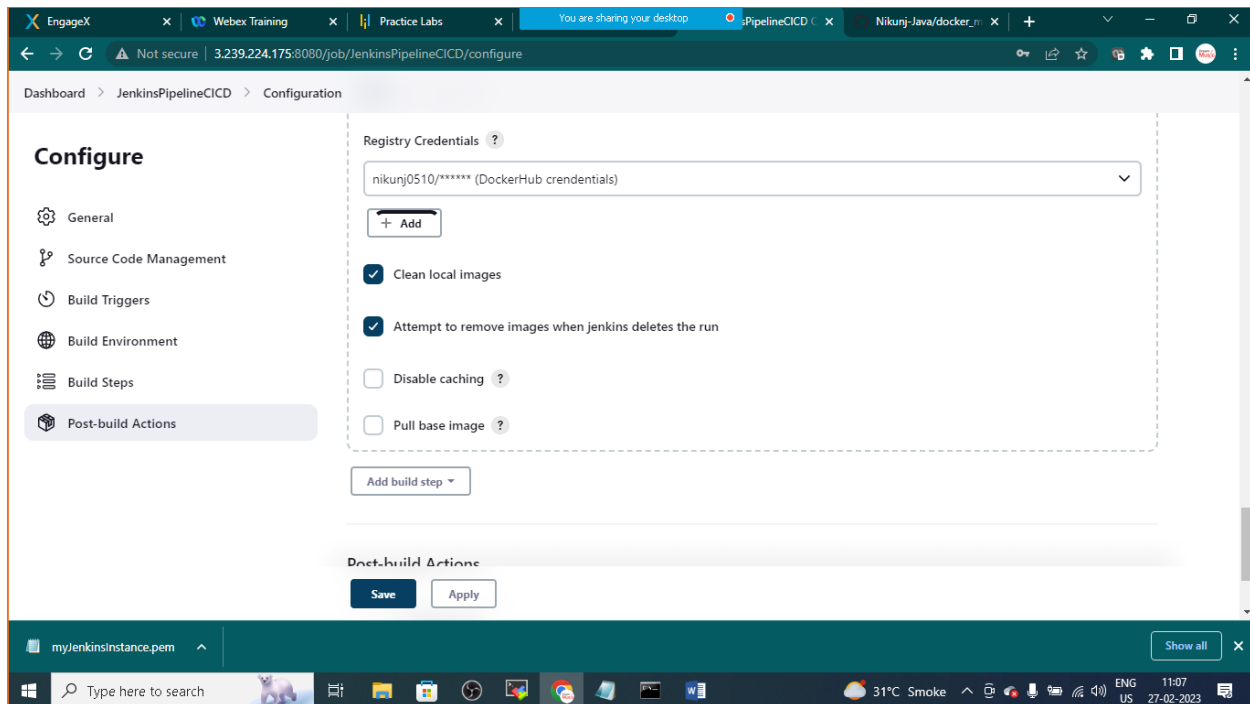 EngageX
Webex Training
Practice Labs
You are sharing your desktop
sPipelineCICD C
Nikunj-Java/docker_m
Not secure | 3.239.224.175:8080/job/JenkinsPipelineCICD/configure
Dashboard > JenkinsPipelineCICD > Configuration
Configure
General
Source Code Management
Build Triggers
Build Environment
Build Steps
Post-build Actions
Registry Credentials ?
nikunj0510/****** (DockerHub crendentials)
+ Add
Clean local images
Attempt to remove images when jenkins deletes the run
Disable caching ?
Pull base image ?
Add build step
Post-build Actions
Save Apply
myJenkinsInstance.pem
Show all
Type here to search
31°C Smoke
ENG
US
11:07
27-02-2023